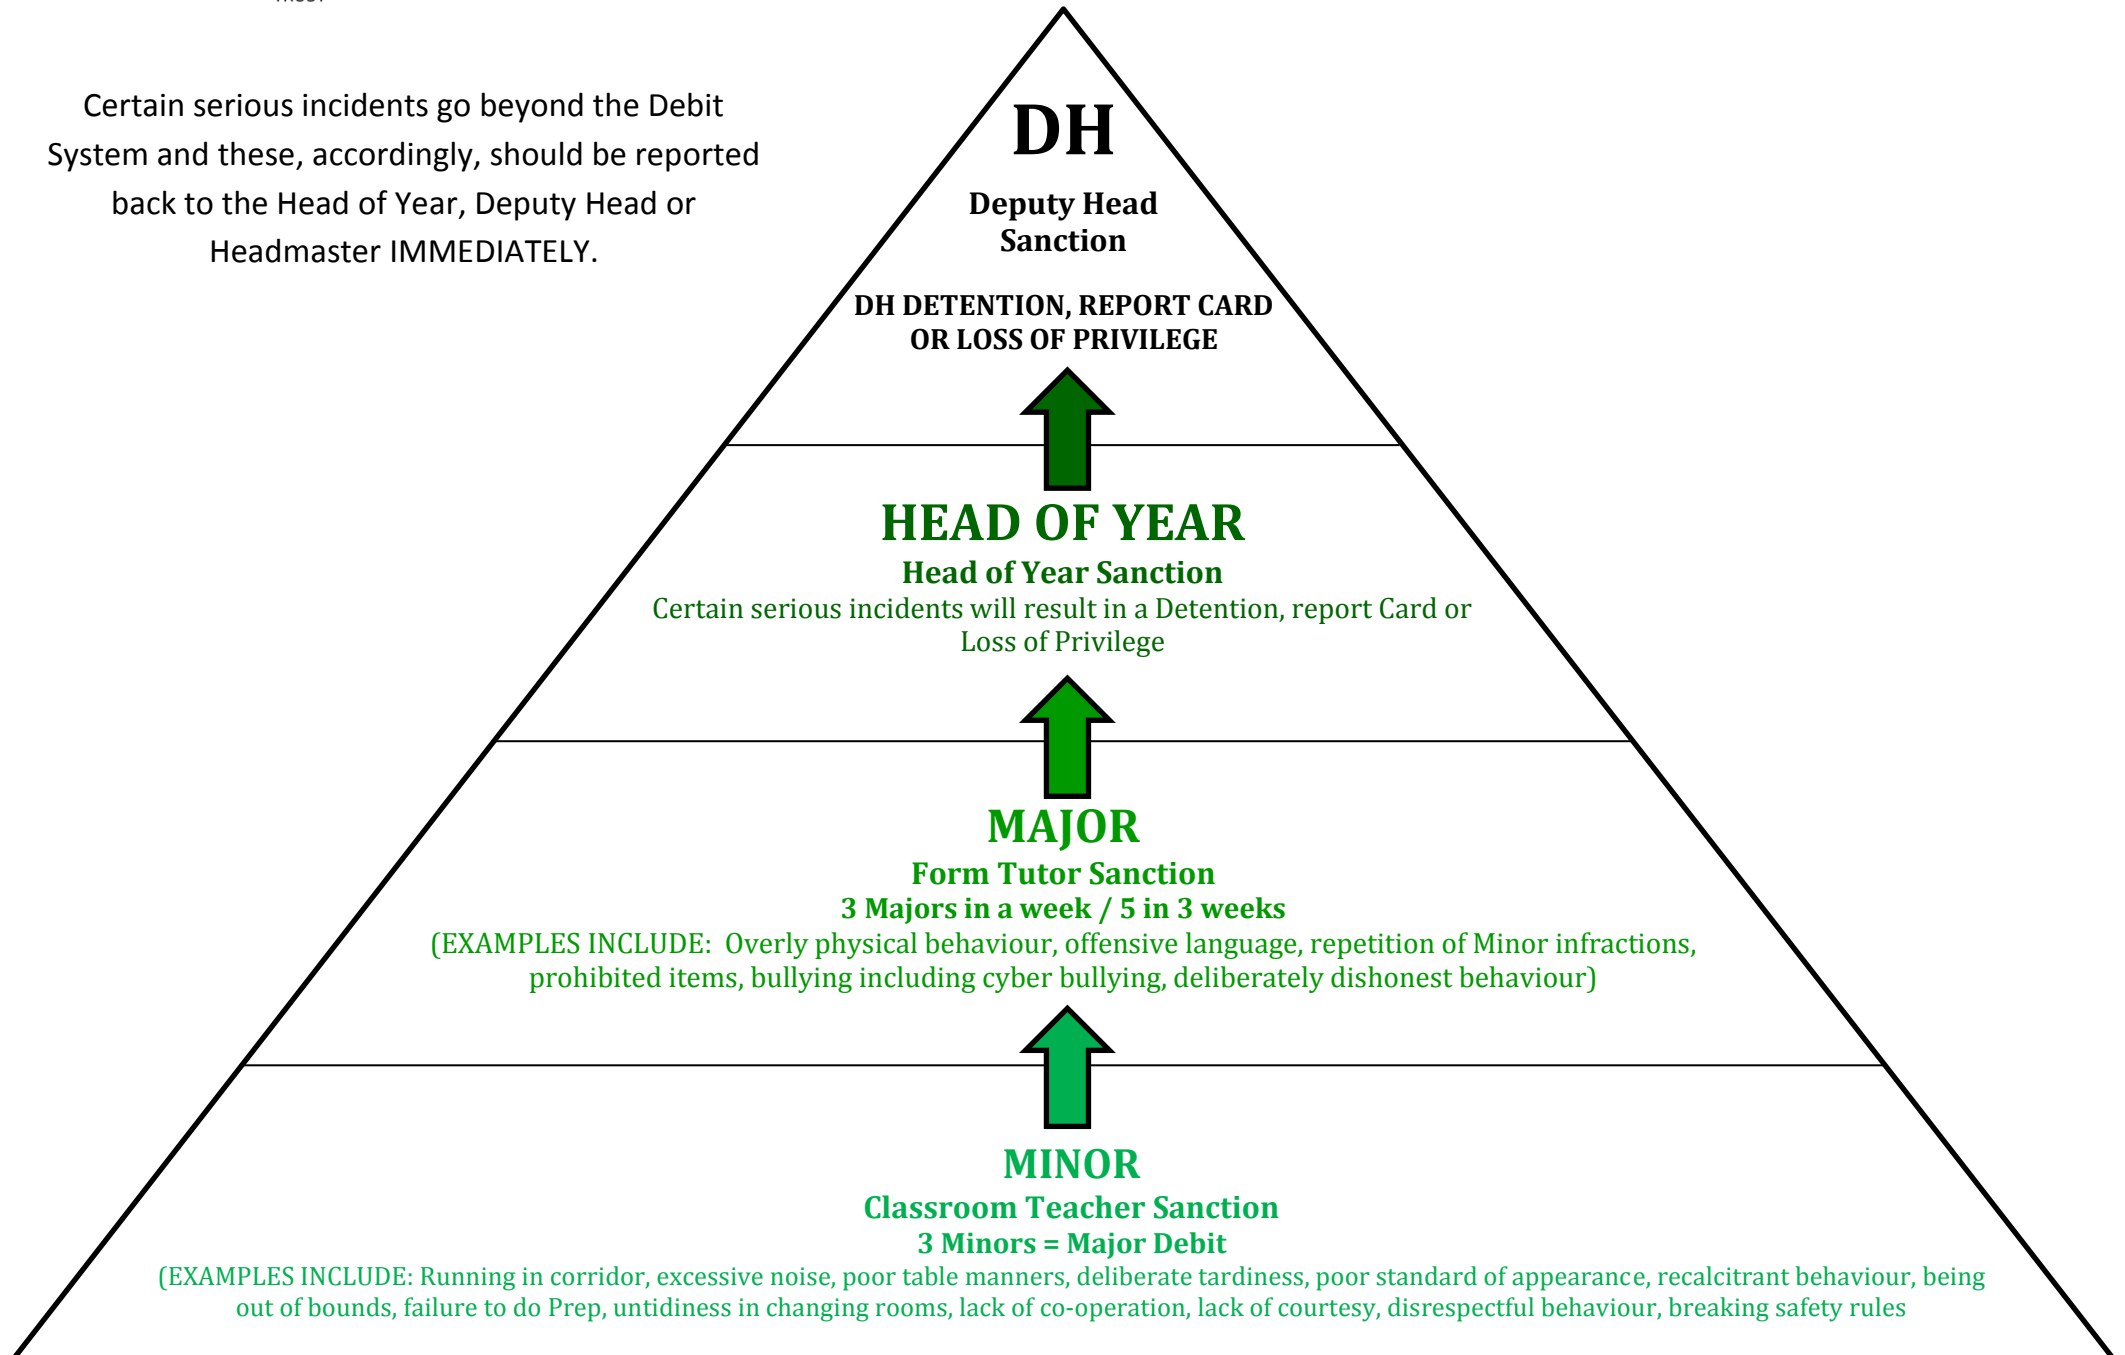 Certain serious incidents go beyond the Debit
System and these, accordingly, should be reported
back to the Head of Year, Deputy Head or
Headmaster IMMEDIATELY.
DH
Deputy Head
Sanction
DH DETENTION, REPORT CARD
OR LOSS OF PRIVILEGE
HEAD OF YEAR
Head of Year Sanction
Certain serious incidents will result in a Detention, report Card or
Loss of Privilege
MAJOR
Form Tutor Sanction
3 Majors in a week / 5 in 3 weeks
(EXAMPLES INCLUDE:  Overly physical behaviour, offensive language, repetition of Minor infractions,
prohibited items, bullying including cyber bullying, deliberately dishonest behaviour)
MINOR
Classroom Teacher Sanction
3 Minors = Major Debit
(EXAMPLES INCLUDE: Running in corridor, excessive noise, poor table manners, deliberate tardiness, poor standard of appearance, recalcitrant behaviour, being
out of bounds, failure to do Prep, untidiness in changing rooms, lack of co-operation, lack of courtesy, disrespectful behaviour, breaking safety rules